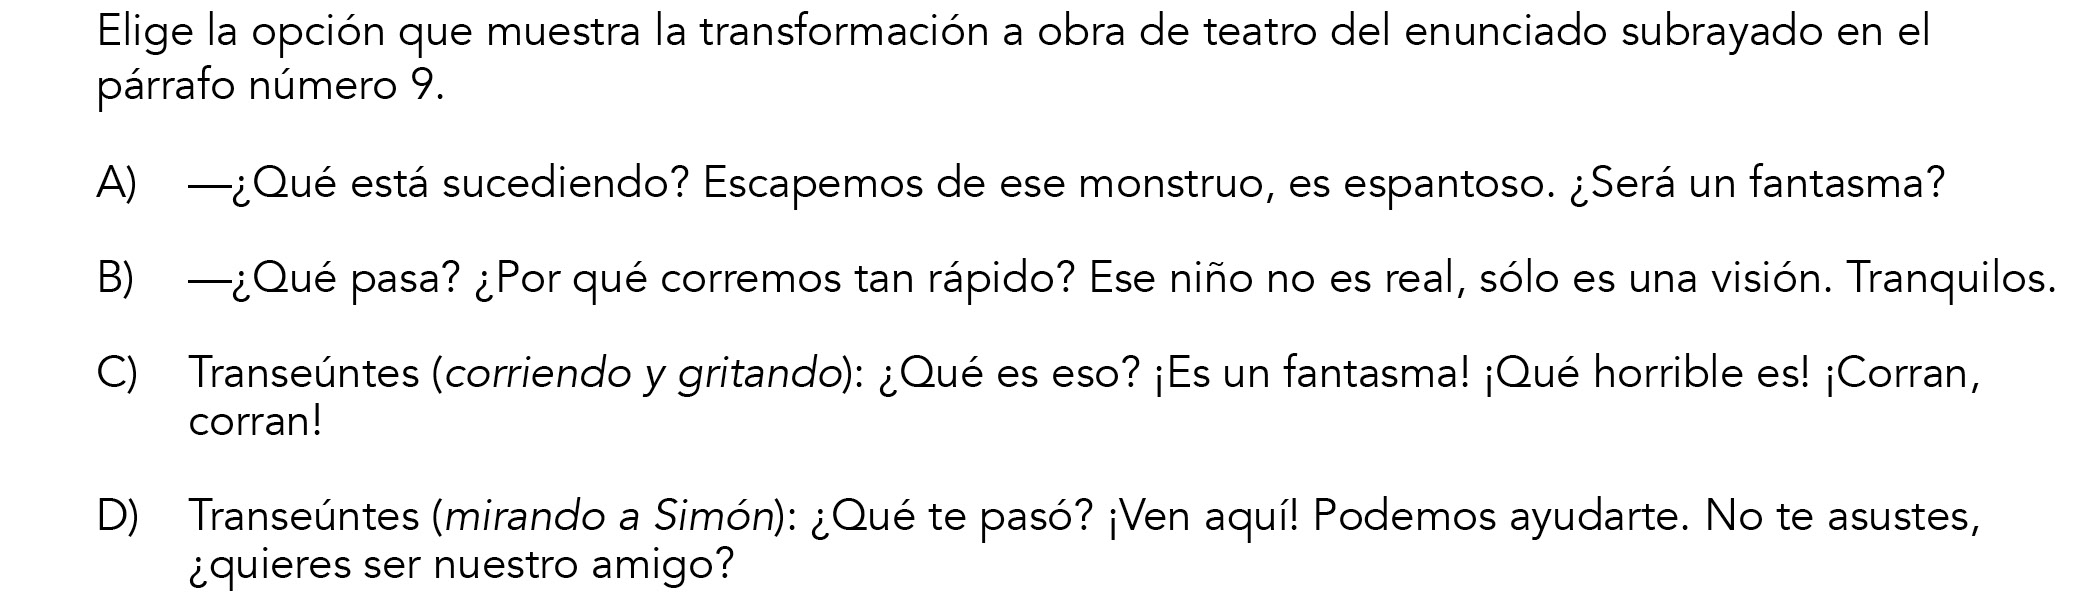 Elige la opción que muestra la transformación a obra de teatro del enunciado subrayado en el
párrafo número 9.
A) —¿Qué está sucediendo? Escapemos de ese monstruo, es espantoso. ¿Será un fantasma?
B) —¿Qué pasa? ¿Por qué corremos tan rápido? Ese niño no es real, sólo es una visión. Tranquilos.
C) Transeúntes (corriendo y gritando): ¿Qué es eso? ¡Es un fantasma! ¡Qué horrible es! ¡Corran,
corran!
D) Transeúntes (mirando a Simón): ¿Qué te pasó? ¡Ven aquí! Podemos ayudarte. No te asustes,
¿quieres ser nuestro amigo?